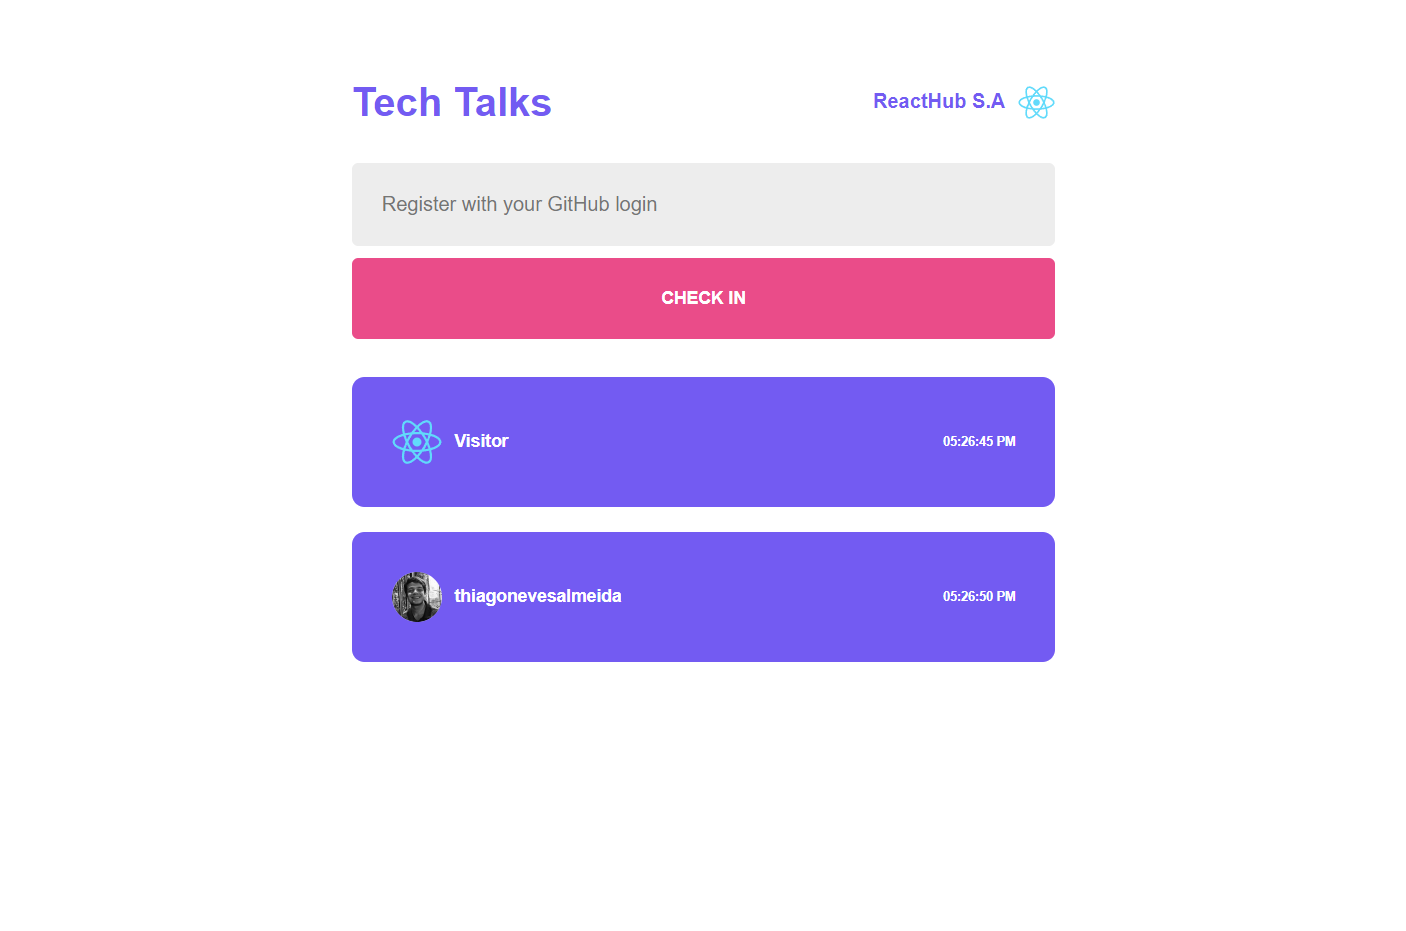 Tech Talks
ReactHub S.A
Register with your GitHub login
CHECK IN
Visitor
05:26:45 PM
thiagonevesalmeida
05:26:50 PM